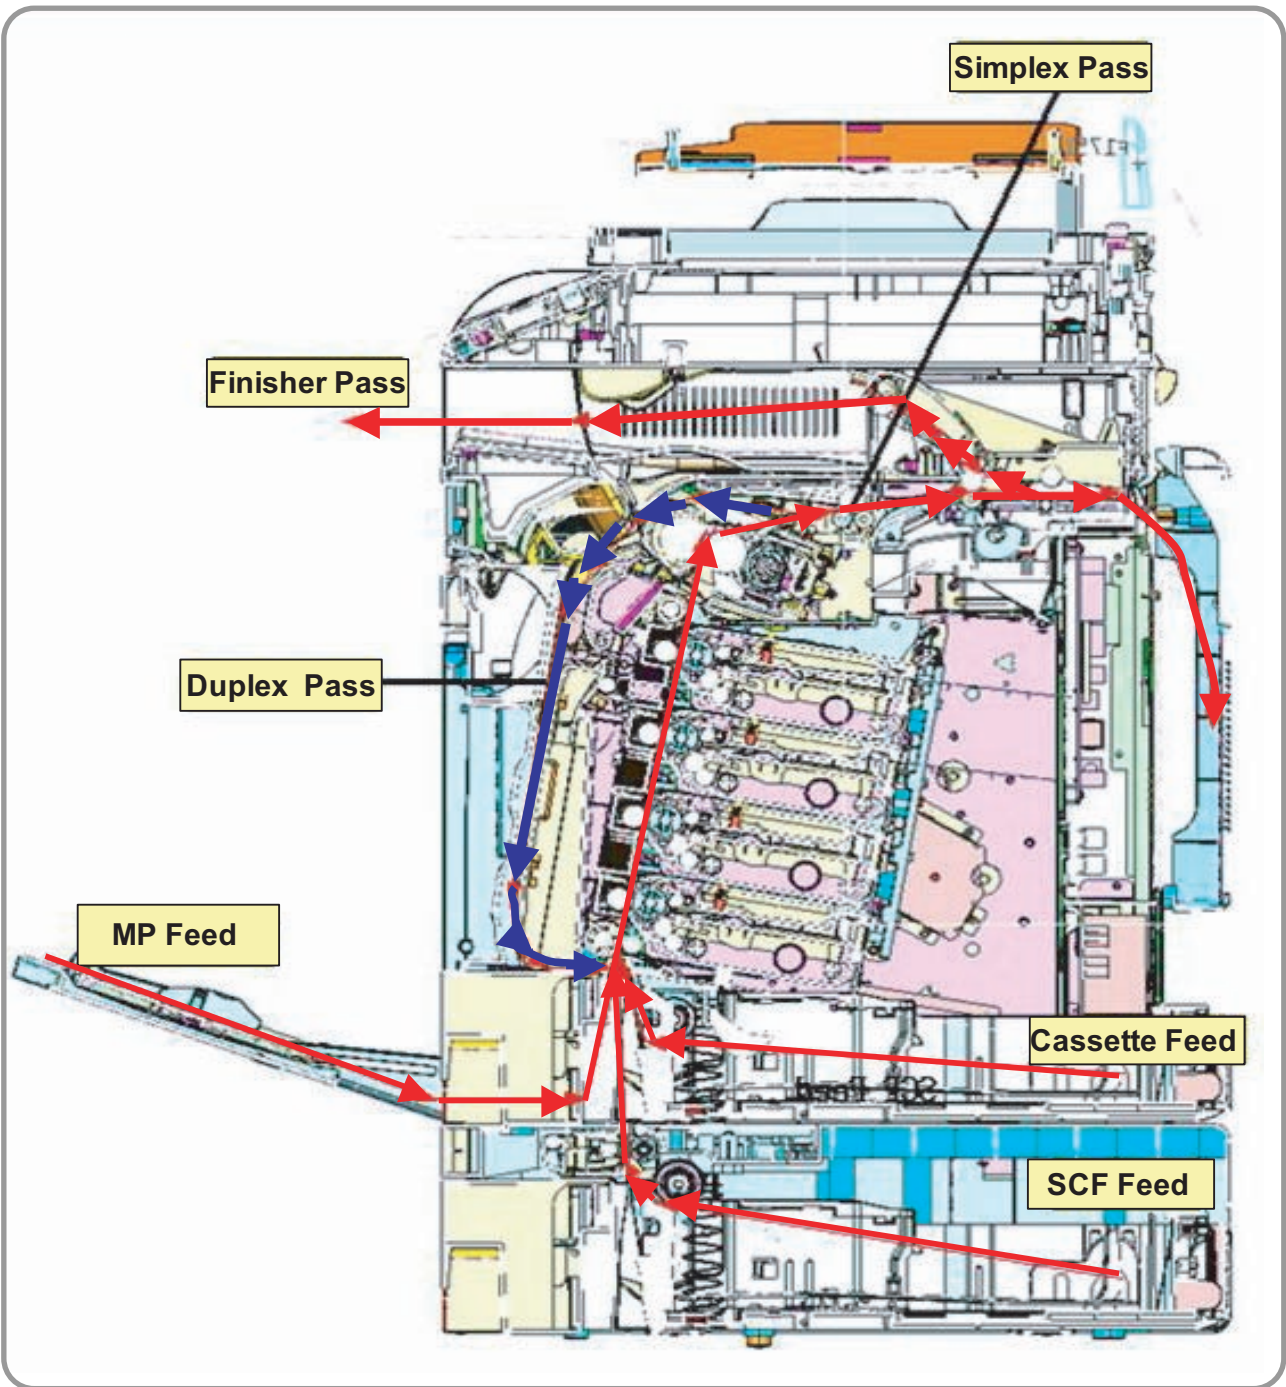 Simplex Pass
Finisher Pass
Duplex Pass
MP Feed
Cassette Feed
SCF Feed